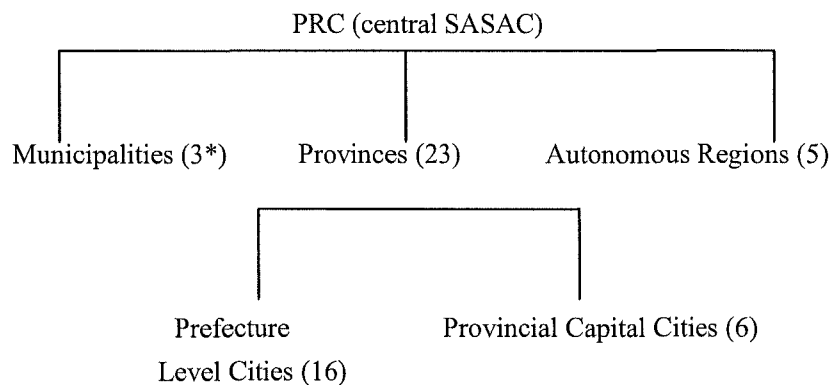 PRC (central SASAC)
Municipalities (3*) Provinces (23) Autonomous Regions (5)
Prefecture Provincial Capital Cities (6)
Level Cities (16)